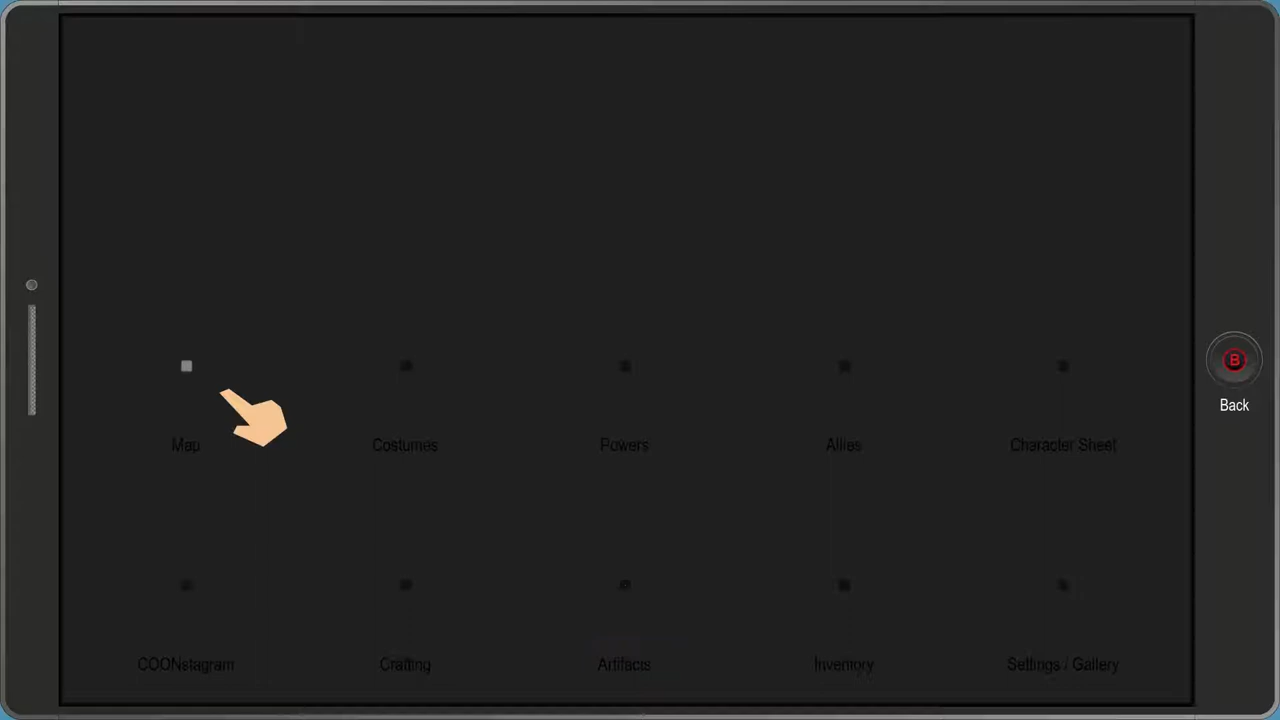 B
Back
Map
Costumes
Powers
Allies
Character Sheet
COONstagram
Crafting
Artifacts
Inventory
Settings / Gallery